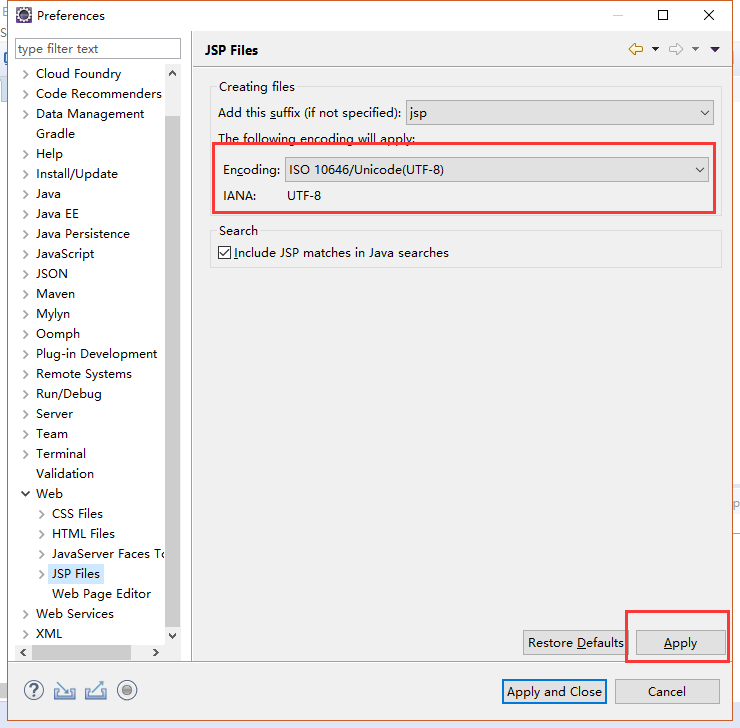 Preferences
type filter text
Cloud Foundry
Code Recommenders
Data Management
Gradle
Help
Install/Update
Java
Java EE
Java Persistence
JavaScript
JSON
Maven
Mylyn
Oomph
Plug-in Development
Remote Systems
Run/Debug
Server
Team
Terminal
Validation
Web
CSS Files
HTML Files
JavaServer Faces To
JSP Files
Web Page Editor
Web Services
XML
JSP Files
Creating files
Add this suffix (if not specified): jsp
The following encoding will apply:
Encoding: ISO 10646/Unicode(UTF-8)
IANA: UTF-8
Search
Include JSP matches in Java searches
Restore Defaults Apply
? Apply and Close Cancel